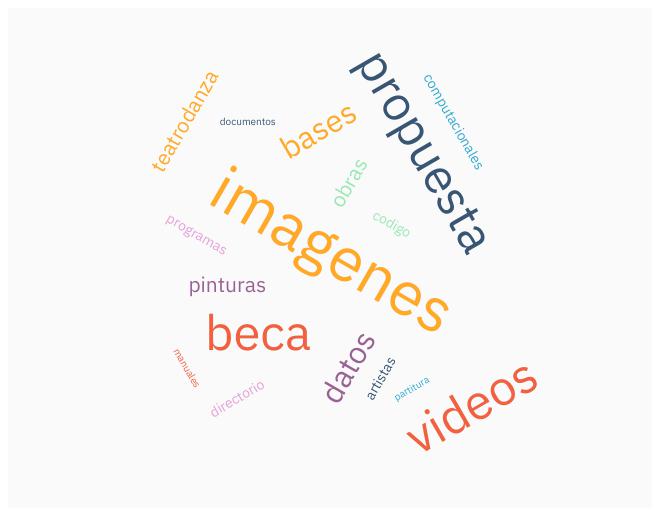 propuesta
teatrodanza
computacionales
documentos
bases
obras
imagenes
programas
codigo
pinturas
beca
datos
manuales
artistas
directorio
partitura
videos